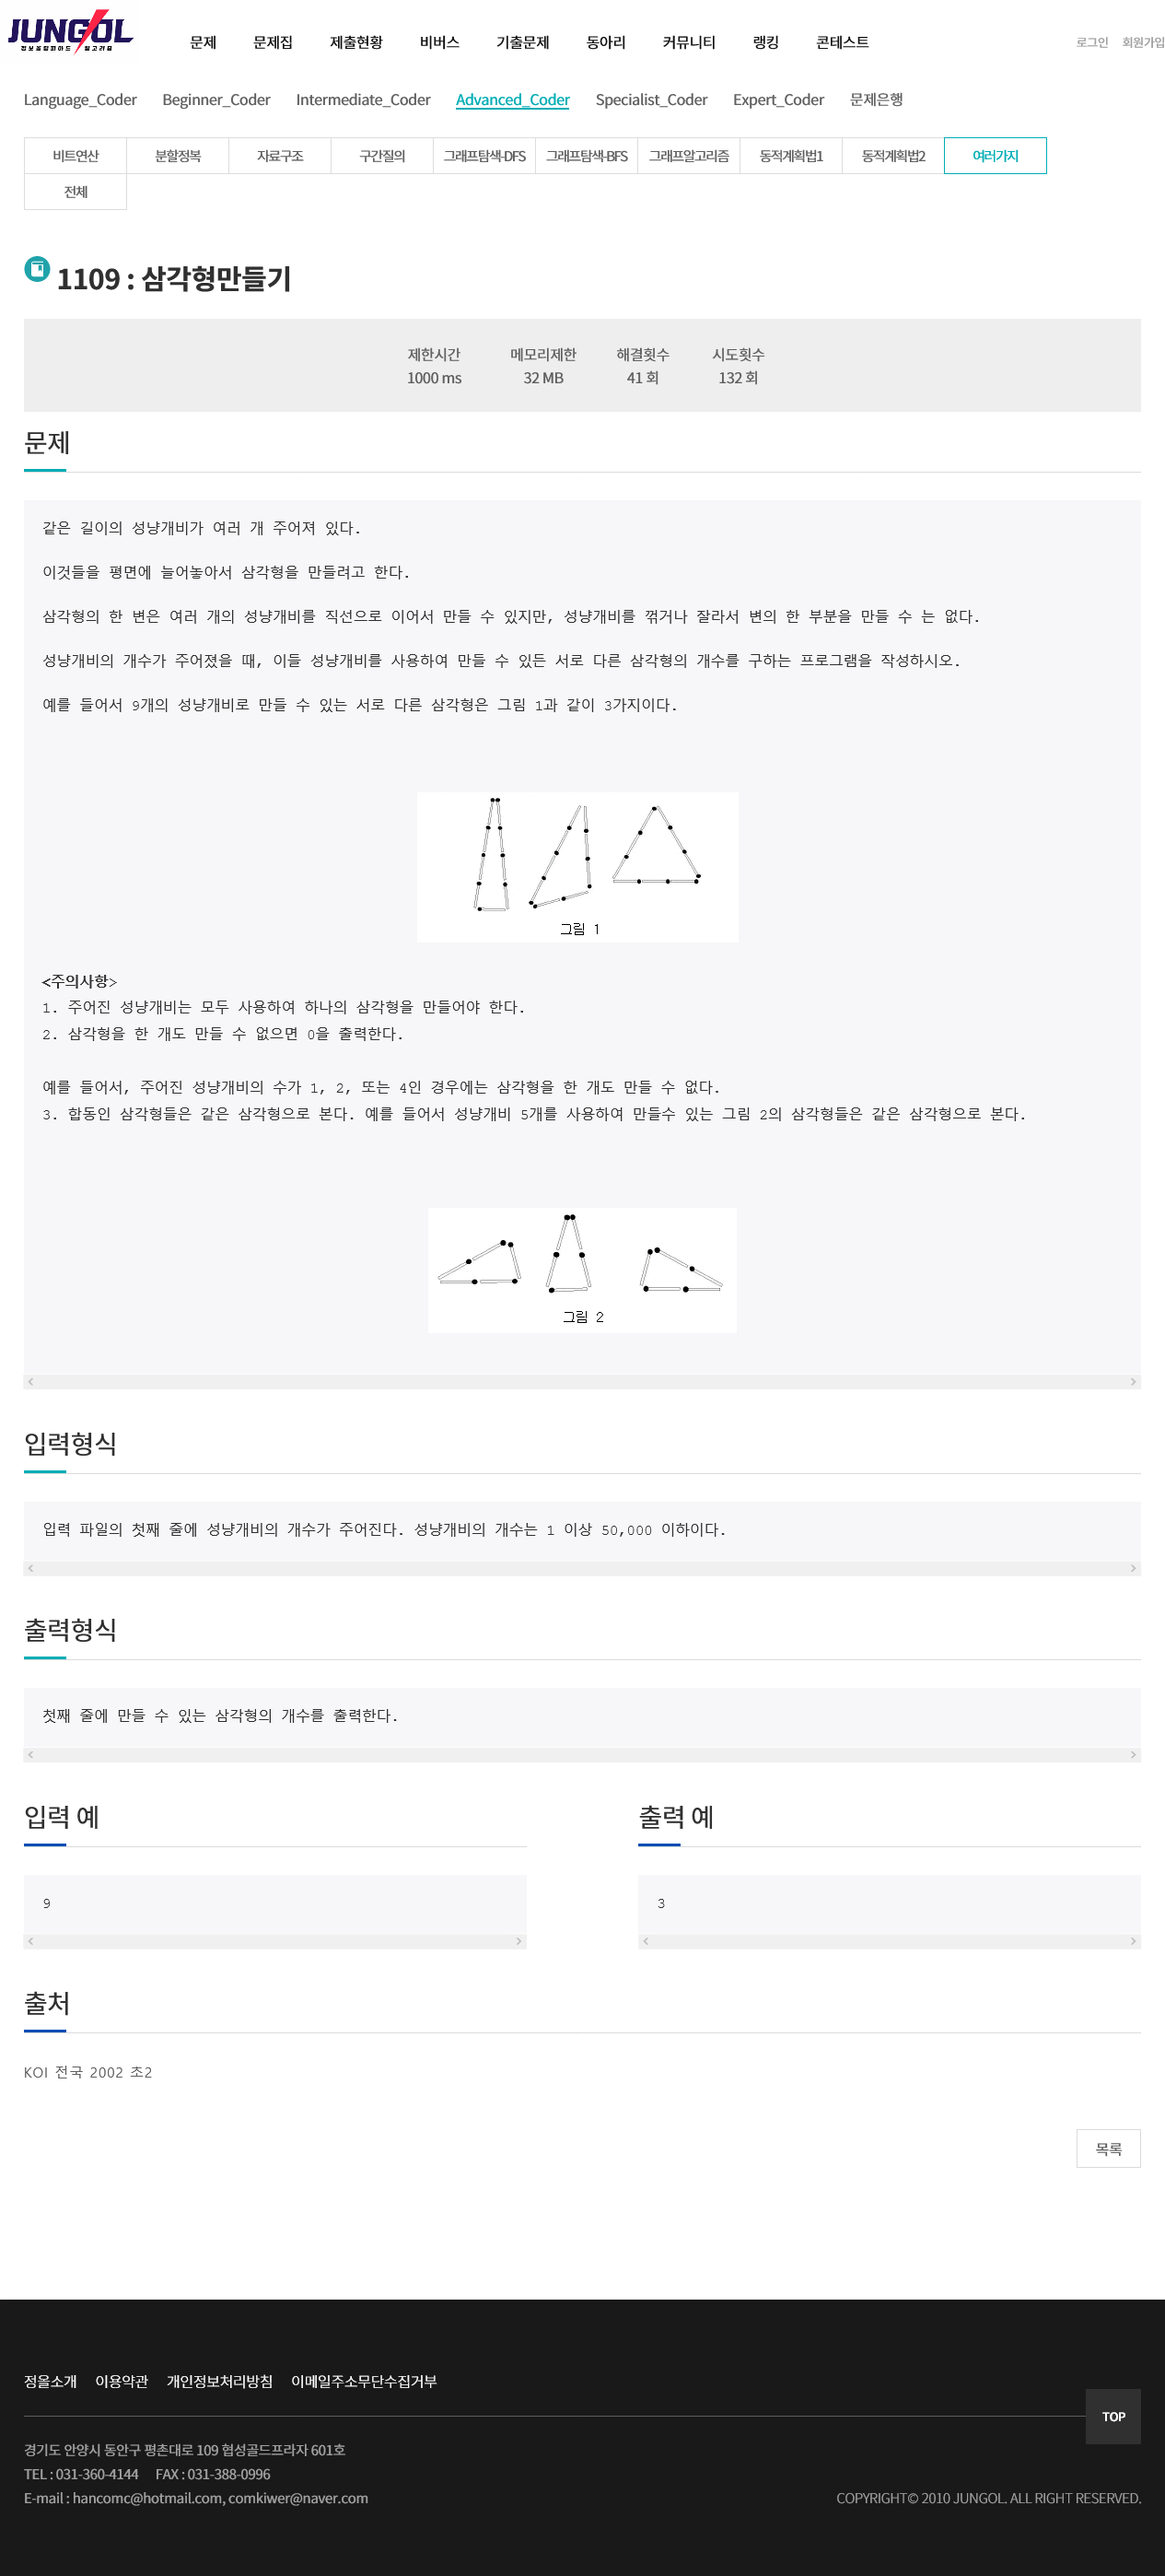 JUNGOL
정보올림피아드 알고리즘
문제 문제집 제출현황 비버스 기출문제 동아리 커뮤니티 랭킹 콘테스트
로그인 회원가입
Language_Coder Beginner_Coder Intermediate_Coder Advanced_Coder Specialist_Coder Expert_Coder 문제은행
비트연산 분할정복 자료구조 구간질의 그래프탐색-DFS 그래프탐색-BFS 그래프알고리즘 동적계획법1 동적계획법2 여러가지
전체
1109 : 삼각형만들기
제한시간 메모리제한 해결횟수 시도횟수
1000 ms 32 MB 41 회 132 회
문제
같은 길이의 성냥개비가 여러 개 주어져 있다.
이것들을 평면에 늘어놓아서 삼각형을 만들려고 한다.
삼각형의 한 변은 여러 개의 성냥개비를 직선으로 이어서 만들 수 있지만, 성냥개비를 꺾거나 잘라서 변의 한 부분을 만들 수 는 없다.
성냥개비의 개수가 주어졌을 때, 이들 성냥개비를 사용하여 만들 수 있든 서로 다른 삼각형의 개수를 구하는 프로그램을 작성하시오.
예를 들어서 9개의 성냥개비로 만들 수 있는 서로 다른 삼각형은 그림 1과 같이 3가지이다.
그림 1
<주의사항>
1. 주어진 성냥개비는 모두 사용하여 하나의 삼각형을 만들어야 한다.
2. 삼각형을 한 개도 만들 수 없으면 0을 출력한다.
예를 들어서, 주어진 성냥개비의 수가 1, 2, 또는 4인 경우에는 삼각형을 한 개도 만들 수 없다.
3. 합동인 삼각형들은 같은 삼각형으로 본다. 예를 들어서 성냥개비 5개를 사용하여 만들수 있는 그림 2의 삼각형들은 같은 삼각형으로 본다.
그림 2
입력형식
입력 파일의 첫째 줄에 성냥개비의 개수가 주어진다. 성냥개비의 개수는 1 이상 50,000 이하이다.
출력형식
첫째 줄에 만들 수 있는 삼각형의 개수를 출력한다.
입력 예 출력 예
9 3
출처
KOI 전국 2002 초2
목록
정올소개 이용약관 개인정보처리방침 이메일주소무단수집거부
TOP
경기도 안양시 동안구 평촌대로 109 협성골드프라자 601호
TEL : 031-360-4144 FAX : 031-388-0996
E-mail : hancomc@hotmail.com, comkiwer@naver.com
COPYRIGHT© 2010 JUNGOL. ALL RIGHT RESERVED.